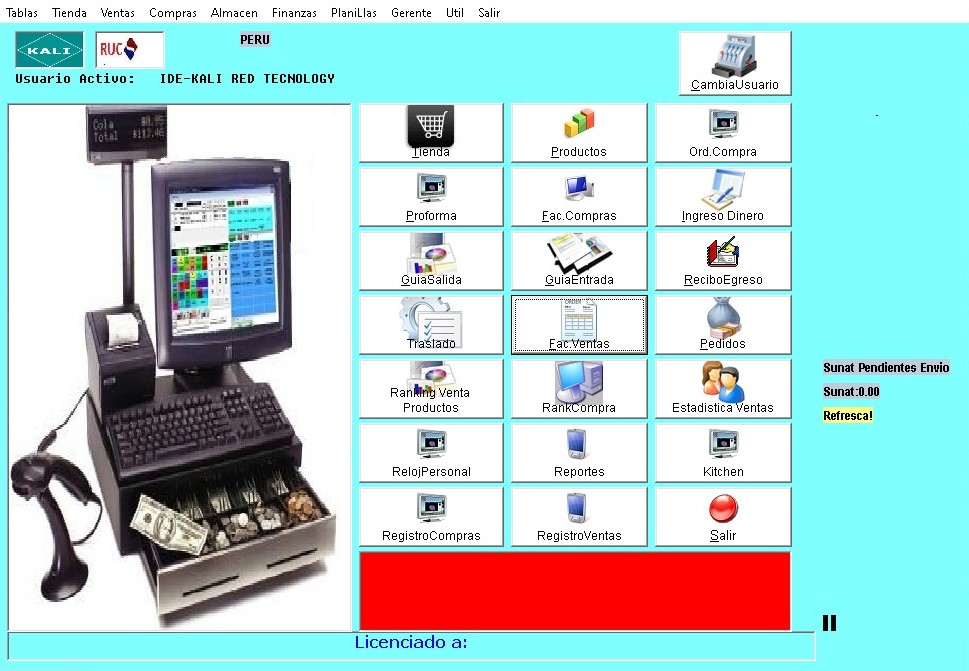 Tablas Tienda Ventas Compras Almacen Finanzas PlaniLlas Gerente Util Salir
KALI RUC PERU
Usuario Activo: IDE-KALI RED TECNOLOGY
CambiaUsuario
Cola
Total
Tienda Productos Ord.Compra
Proforma Fac.Compras Ingreso Dinero
GuiaSalida GuiaEntrada ReciboEgreso
Traslado Fac.Ventas Pedidos
Ranking Venta
Productos RankCompra Estadistica Ventas
RelojPersonal Reportes Kitchen
RegistroCompras RegistroVentas Salir
Sunat Pendientes Envio
Sunat:0.00
Refresca!
Licenciado a: